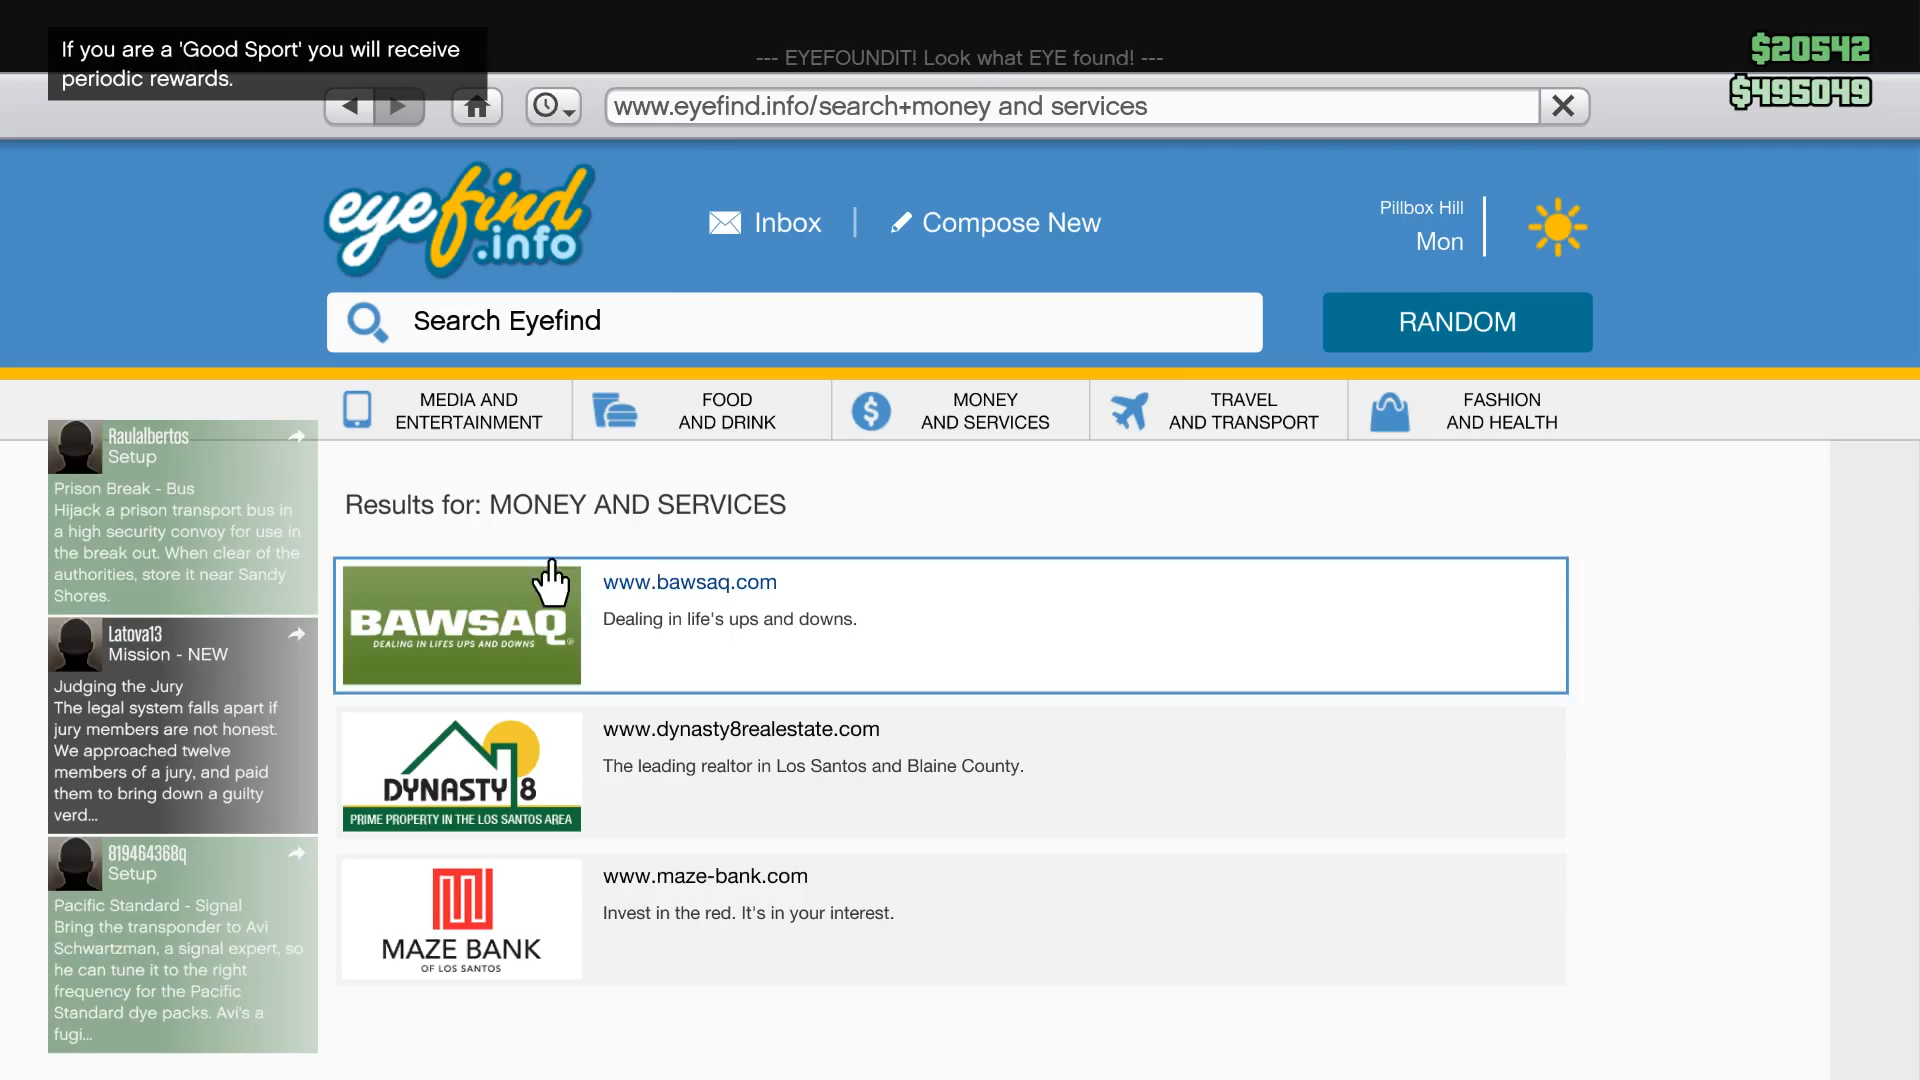 If you are a 'Good Sport' you will receive
periodic rewards.
--- EYEFOUNDIT! Look what EYE found! ---
$20542
$495049
www.eyefind.info/search+money and services
eyefind
.info
Inbox
Compose New
Pillbox Hill
Mon
Search Eyefind
RANDOM
MEDIA AND
ENTERTAINMENT
FOOD
AND DRINK
MONEY
AND SERVICES
TRAVEL
AND TRANSPORT
FASHION
AND HEALTH
Raulalbertos
Setup
Prison Break - Bus
Hijack a prison transport bus in
a high security convoy for use in
the break out. When clear of the
authorities, store it near Sandy
Shores.
Latova13
Mission - NEW
Judging the Jury
The legal system falls apart if
jury members are not honest.
We approached twelve
members of a jury, and paid
them to bring down a guilty
verd...
819464368q
Setup
Pacific Standard - Signal
Bring the transponder to Avi
Schwartzman, a signal expert, so
he can tune it to the right
frequency for the Pacific
Standard dye packs. Avi's a
fugi...
Results for: MONEY AND SERVICES
BAWSAQ
DEALING IN LIFES UPS AND DOWNS
www.bawsaq.com
Dealing in life's ups and downs.
DYNASTY 8
PRIME PROPERTY IN THE LOS SANTOS AREA
www.dynasty8realestate.com
The leading realtor in Los Santos and Blaine County.
MAZE BANK
OF LOS SANTOS
www.maze-bank.com
Invest in the red. It's in your interest.